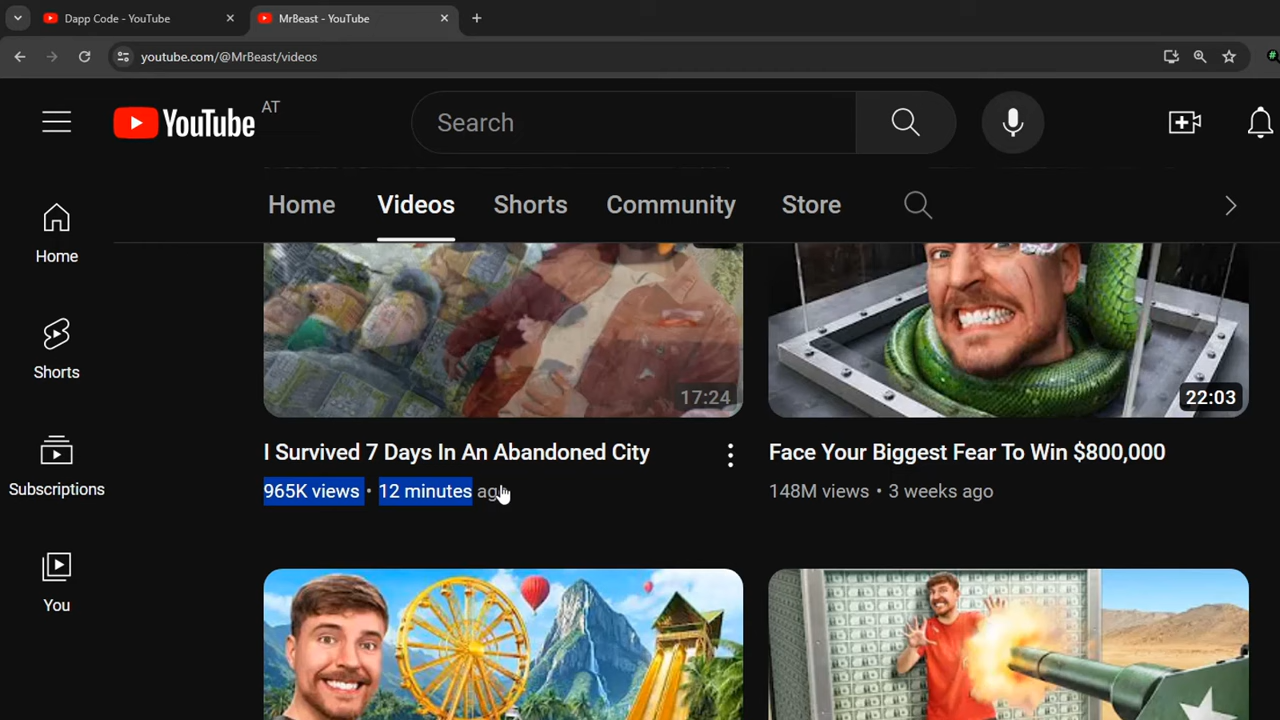 Dapp Code - YouTube
MrBeast - YouTube
youtube.com/@MrBeast/videos
YouTube AT
Search
Home
Videos
Shorts
Community
Store
Home
Shorts
Subscriptions
You
17:24
I Survived 7 Days In An Abandoned City
965K views • 12 minutes ago
22:03
Face Your Biggest Fear To Win $800,000
148M views • 3 weeks ago